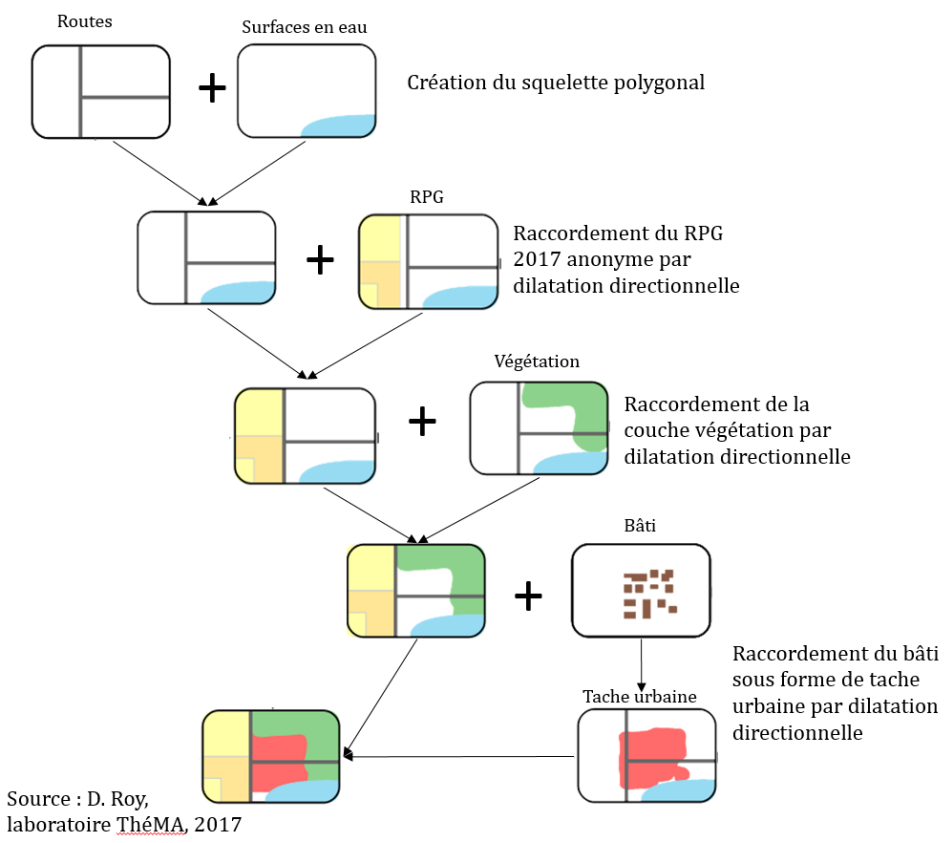 Routes
Surfaces en eau
Création du squelette polygonal
RPG
Raccordement du RPG
2017 anonyme par
dilatation directionnelle
Végétation
Raccordement de la
couche végétation par
dilatation directionnelle
Bâti
Raccordement du bâti
sous forme de tache
urbaine par dilatation
directionnelle
Tache urbaine
Source : D. Roy,
laboratoire ThéMA, 2017